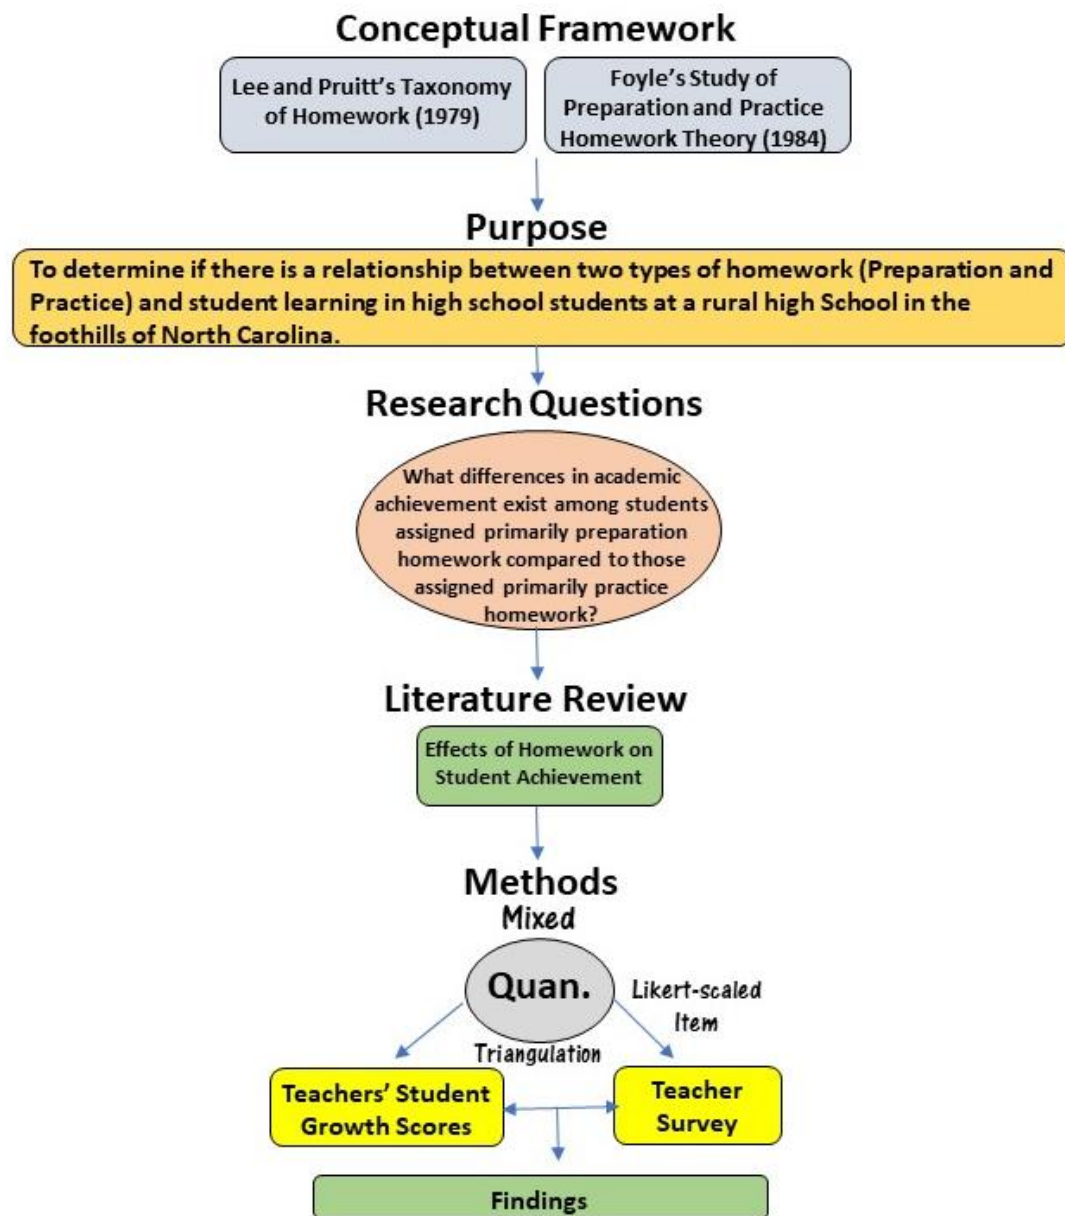 Conceptual Framework
Lee and Pruitt's Taxonomy
of Homework (1979)
Foyle's Study of
Preparation and Practice
Homework Theory (1984)
Purpose
To determine if there is a relationship between two types of homework (Preparation and
Practice) and student learning in high school students at a rural high School in the
foothills of North Carolina.
Research Questions
What differences in academic
achievement exist among students
assigned primarily preparation
homework compared to those
assigned primarily practice
homework?
Literature Review
Effects of Homework on
Student Achievement
Methods
Mixed
Quan.
Likert-scaled
Item
Triangulation
Teachers' Student
Growth Scores
Teacher
Survey
Findings